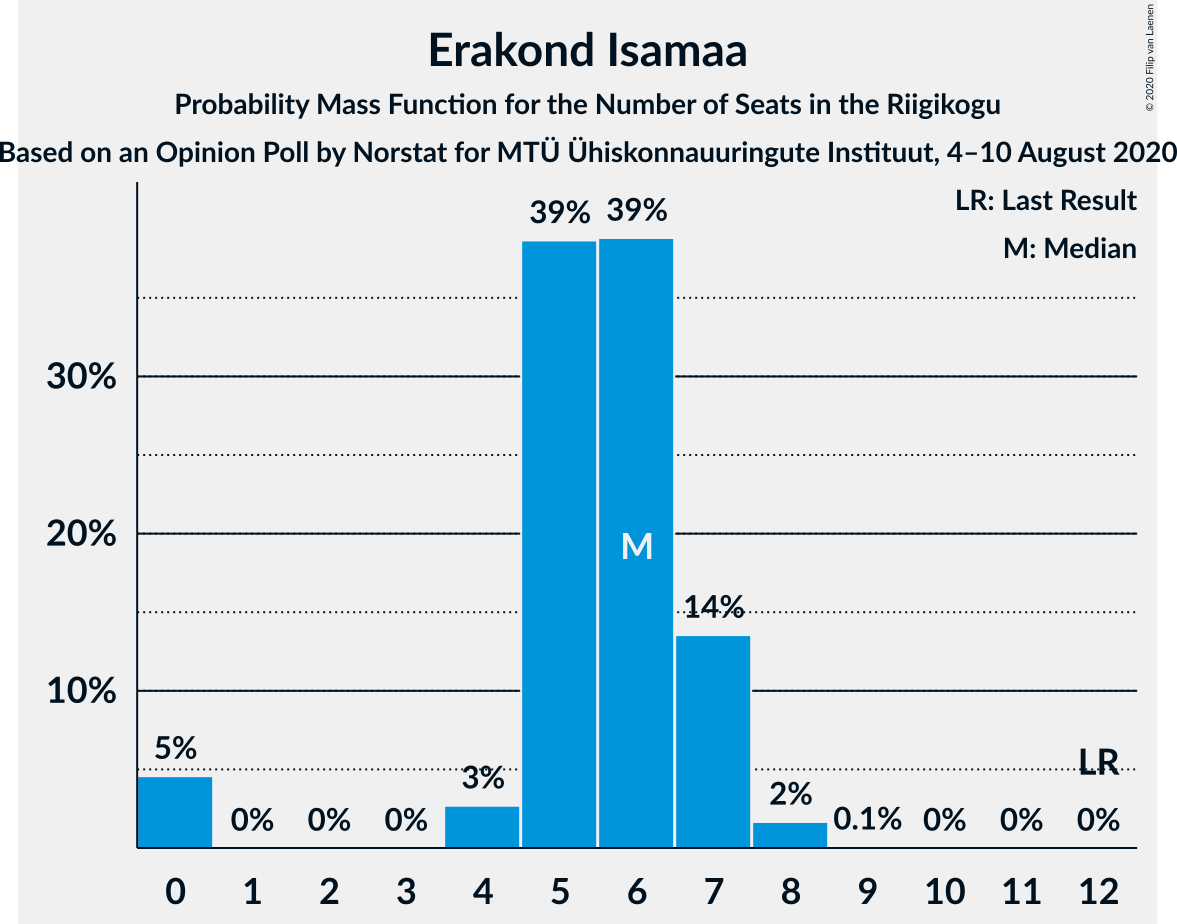 Erakond Isamaa
Probability Mass Function for the Number of Seats in the Riigikogu
Based on an Opinion Poll by Norstat for MTÜ Ühiskonnauuringute Instituut, 4–10 August 2020
© 2020 Filip van Laenen
LR: Last Result
M: Median
39% 39%
30%
20%
M
14%
10%
5%
3%
2%
LR
0% 0% 0% 0.1% 0% 0% 0%
0 1 2 3 4 5 6 7 8 9 10 11 12